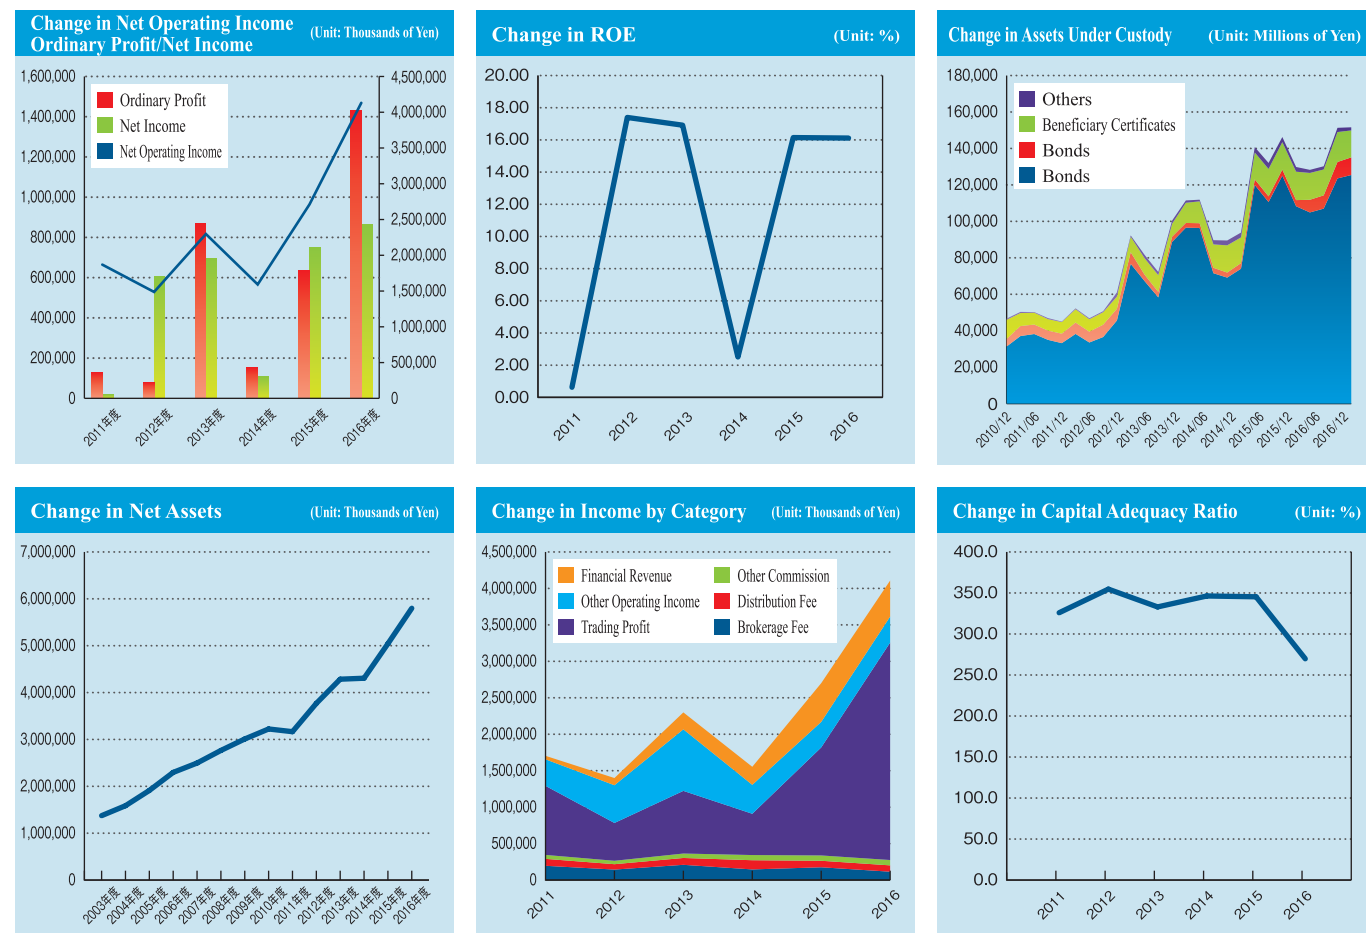 Change in Net Operating Income
Ordinary Profit/Net Income
(Unit: Thousands of Yen)
1,600,000
1,400,000
1,200,000
1,000,000
800,000
600,000
400,000
200,000
0
4,500,000
4,000,000
3,500,000
3,000,000
2,500,000
2,000,000
1,500,000
1,000,000
500,000
0
Ordinary Profit
Net Income
Net Operating Income
2011年度
2012年度
2013年度
2014年度
2015年度
2016年度
Change in ROE
(Unit: %)
20.00
18.00
16.00
14.00
12.00
10.00
8.00
6.00
4.00
2.00
0.00
2011
2012
2013
2014
2015
2016
Change in Assets Under Custody
(Unit: Millions of Yen)
180,000
160,000
140,000
120,000
100,000
80,000
60,000
40,000
20,000
0
Others
Beneficiary Certificates
Bonds
Bonds
2010/12
2011/06
2011/12
2012/06
2012/12
2013/06
2013/12
2014/06
2014/12
2015/06
2015/12
2016/06
2016/12
Change in Net Assets
(Unit: Thousands of Yen)
7,000,000
6,000,000
5,000,000
4,000,000
3,000,000
2,000,000
1,000,000
0
2003年度
2004年度
2005年度
2006年度
2007年度
2008年度
2009年度
2010年度
2011年度
2012年度
2013年度
2014年度
2015年度
2016年度
Change in Income by Category
(Unit: Thousands of Yen)
4,500,000
4,000,000
3,500,000
3,000,000
2,500,000
2,000,000
1,500,000
1,000,000
500,000
0
Financial Revenue
Other Commission
Other Operating Income
Distribution Fee
Trading Profit
Brokerage Fee
2011
2012
2013
2014
2015
2016
Change in Capital Adequacy Ratio
(Unit: %)
400.0
350.0
300.0
250.0
200.0
150.0
100.0
50.0
0.0
2011
2012
2013
2014
2015
2016